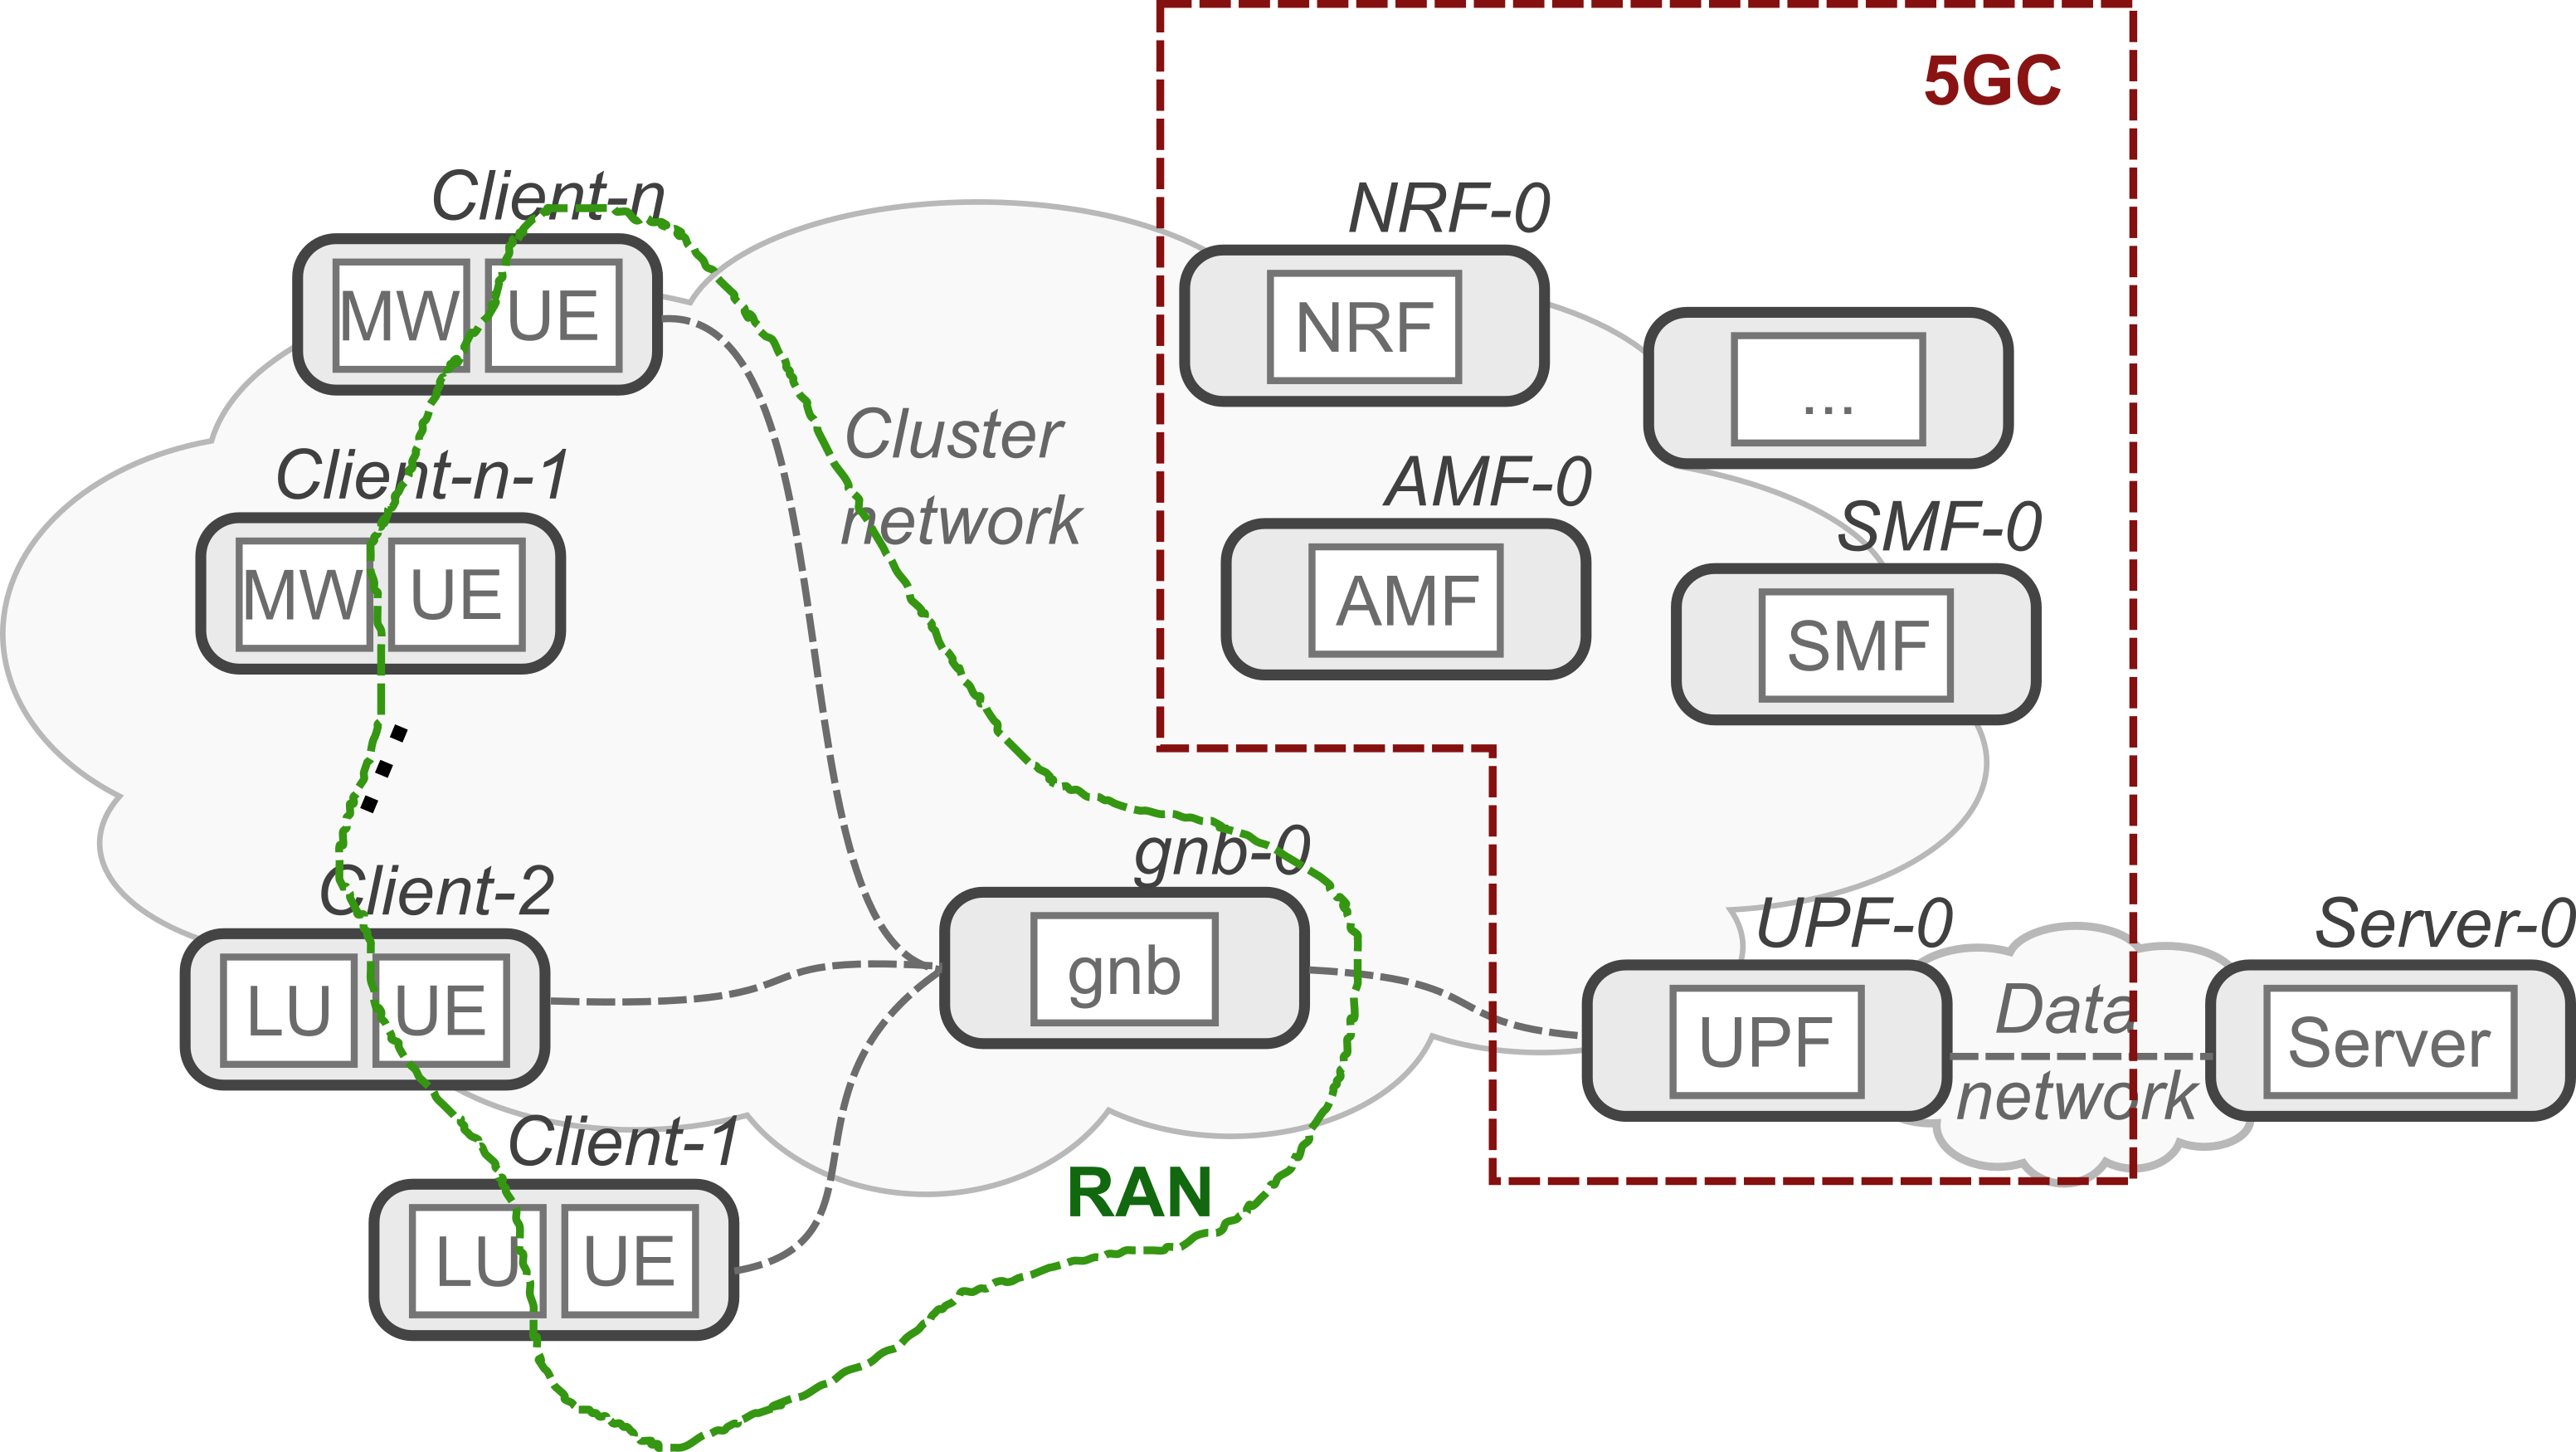 5GC
Client-n
MW UE
NRF-0
NRF
...
Cluster
network
Client-n-1
MW UE
AMF-0
AMF
SMF-0
SMF
Client-2
LU UE
gnb-0
gnb
UPF-0
UPF
Data
network
Server-0
Server
Client-1
LU UE
RAN